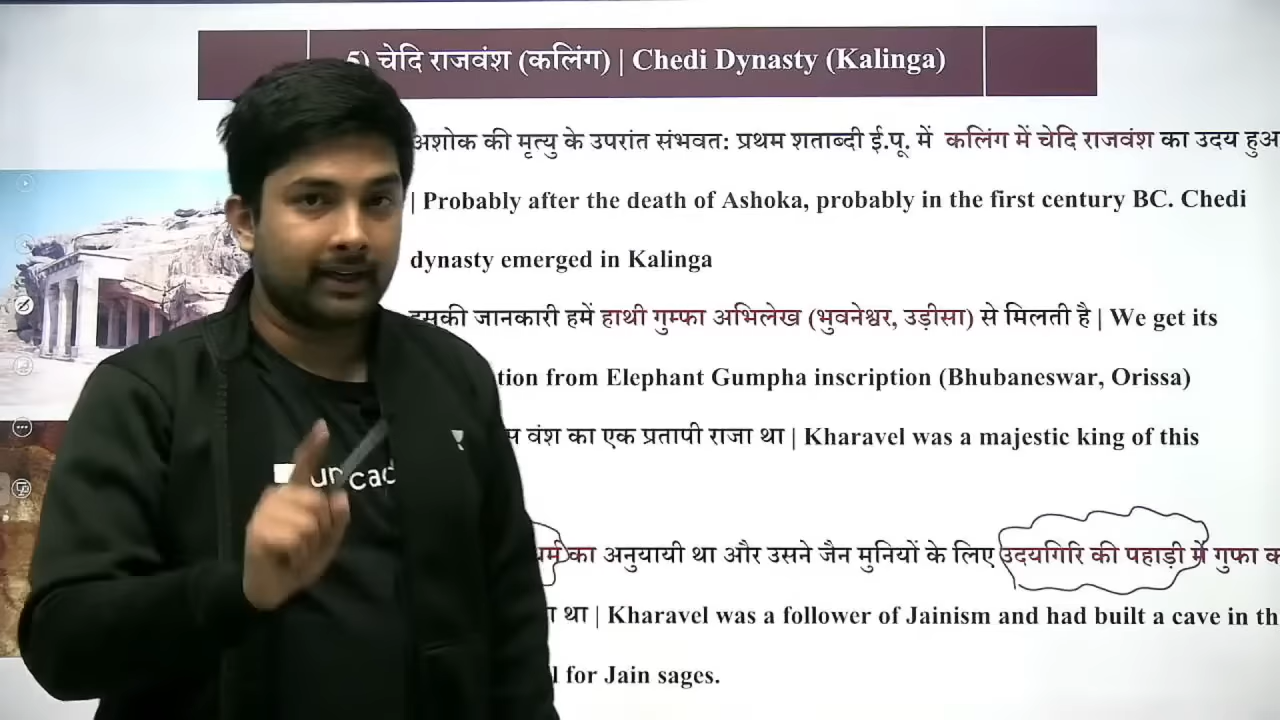 5) चेदि राजवंश (कलिंग) | Chedi Dynasty (Kalinga)
अशोक की मृत्यु के उपरांत संभवतः प्रथम शताब्दी ई.पू. में कलिंग में चेदि राजवंश का उदय हुआ
| Probably after the death of Ashoka, probably in the first century BC. Chedi
dynasty emerged in Kalinga
इसकी जानकारी हमें हाथी गुम्फा अभिलेख (भुवनेश्वर, उड़ीसा) से मिलती है | We get its
from Elephant Gumpha inscription (Bhubaneswar, Orissa)
वंश का एक प्रतापी राजा था | Kharavel was a majestic king of this
का अनुयायी था और उसने जैन मुनियों के लिए उदयगिरि की पहाड़ी में गुफा
था | Kharavel was a follower of Jainism and had built a cave in
for Jain sages.